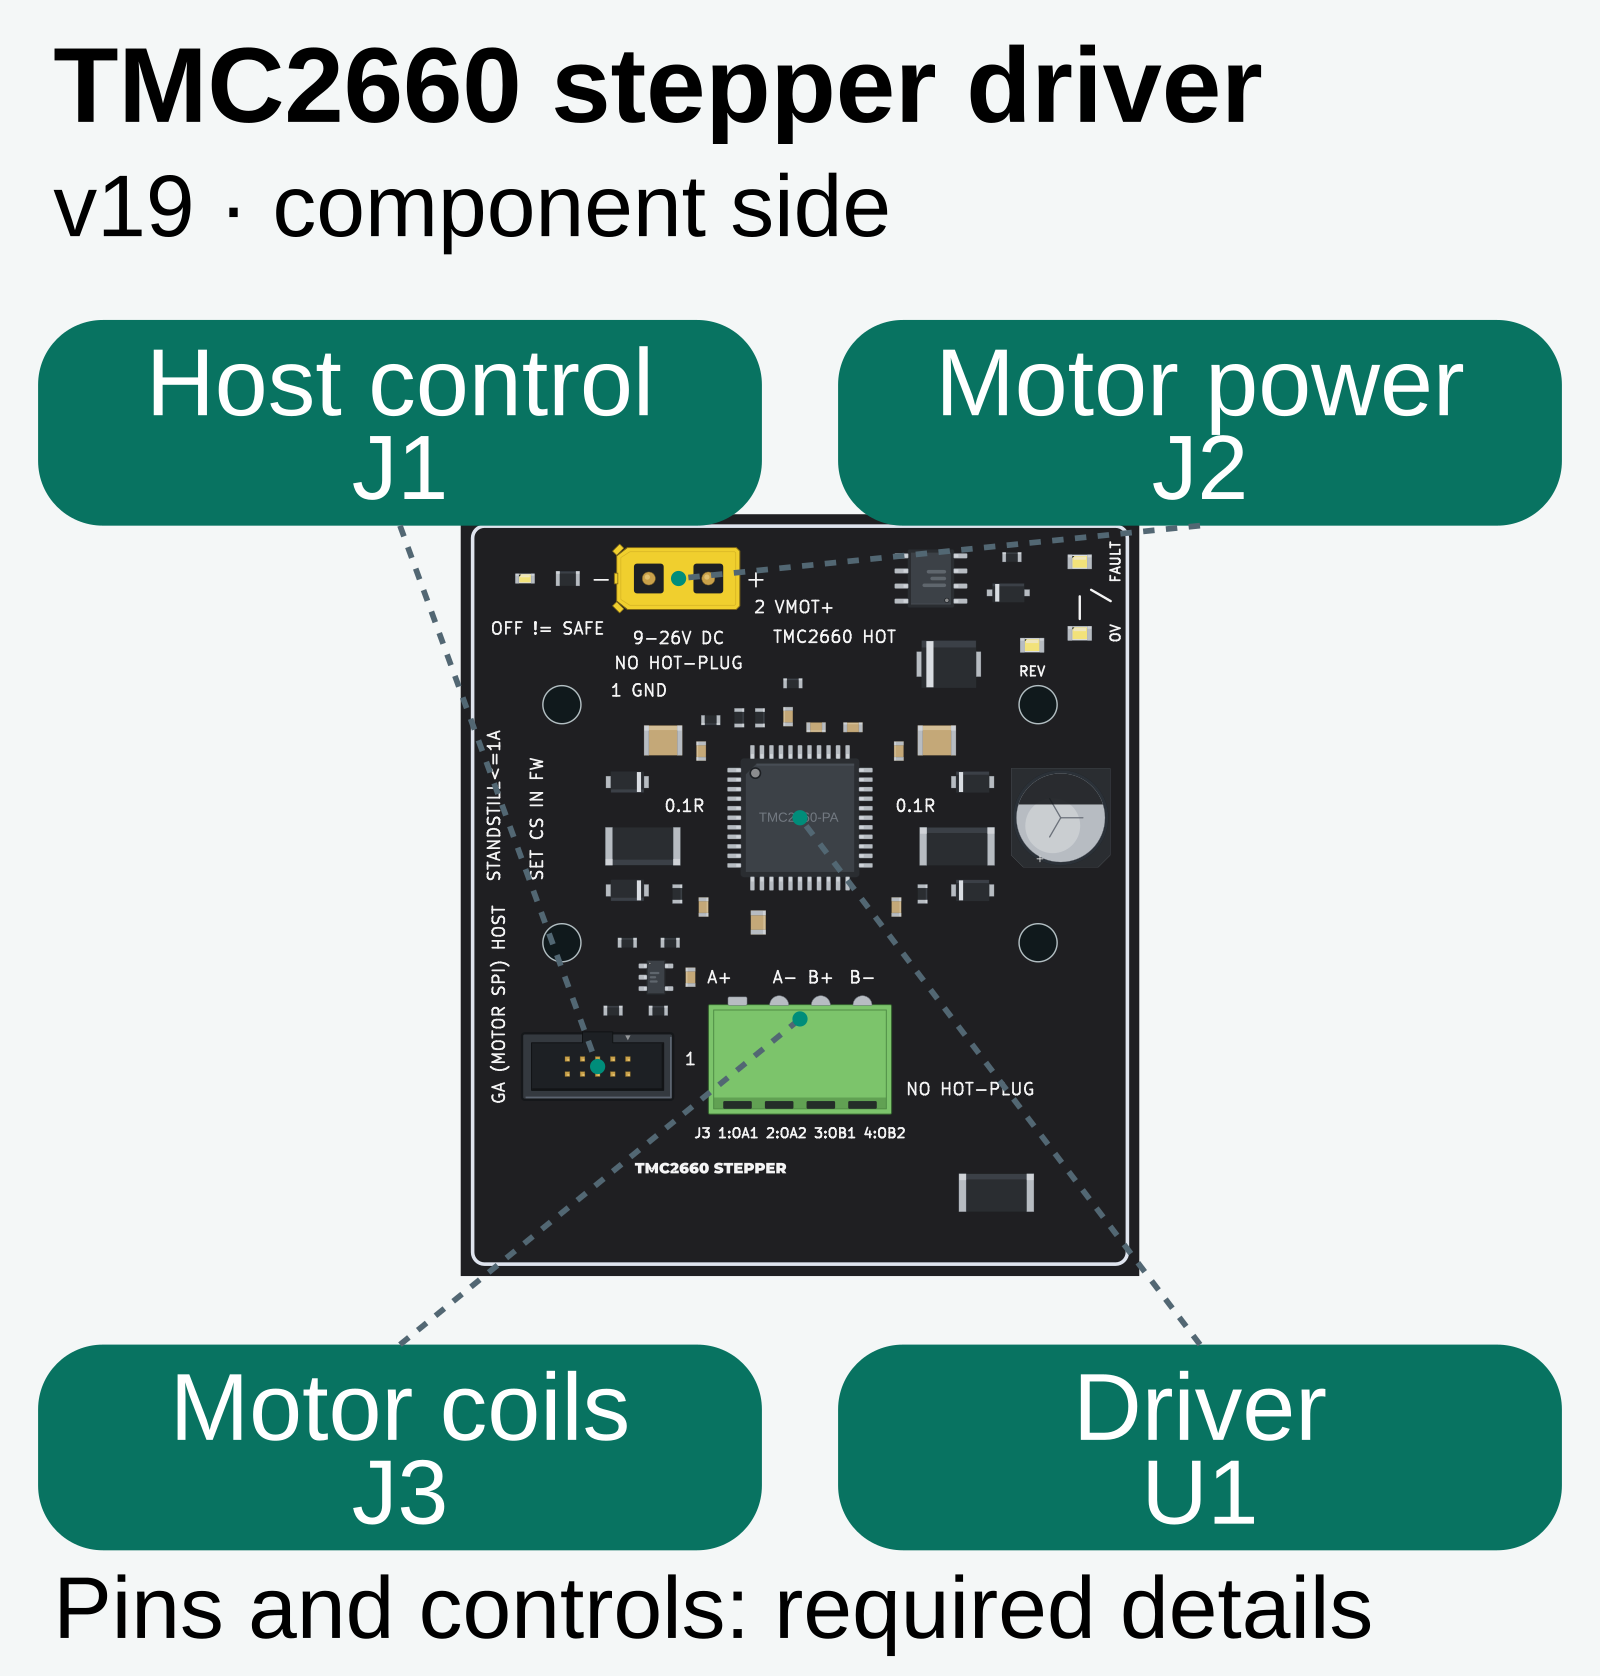 TMC2660 stepper driver
v19 · component side
Host control
J1
Motor power
J2
FAULT
OV
REV
− +
2 VMOT+
OFF != SAFE
9-26V DC
TMC2660 HOT
NO HOT-PLUG
1 GND
STANDSTILL<=1A
SET CS IN FW
0.1R
0.1R
GA (MOTOR SPI) HOST
A+ A- B+ B-
1
NO HOT-PLUG
J3 1:OA1 2:OA2 3:OB1 4:OB2
TMC2660 STEPPER
Motor coils
J3
Driver
U1
Pins and controls: required details